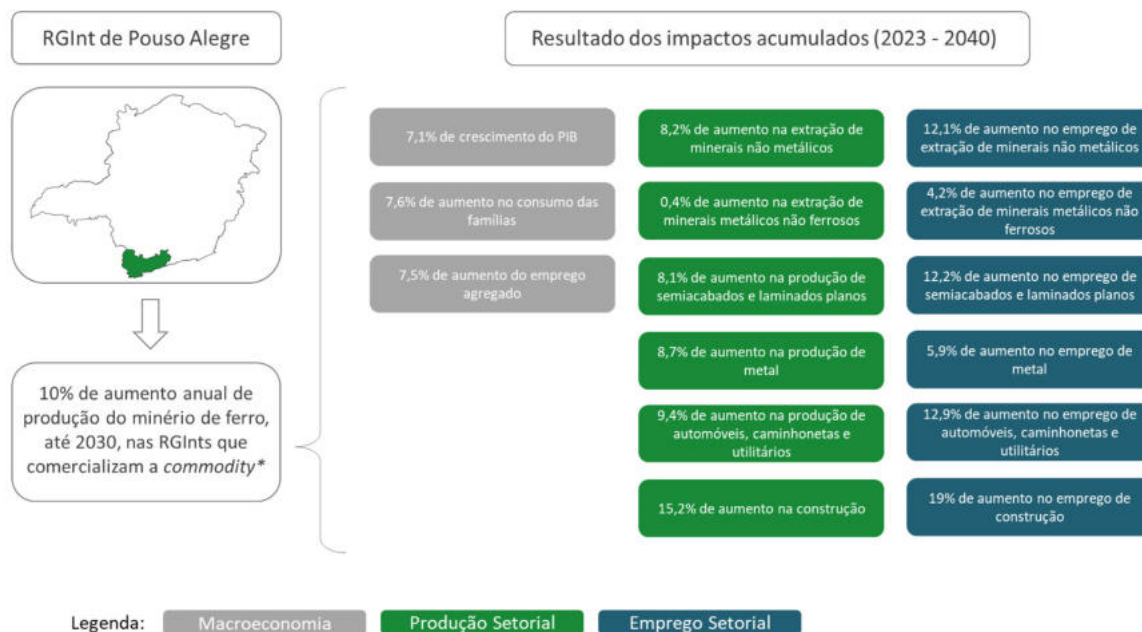 RGInt de Pouso Alegre
Resultado dos impactos acumulados (2023 - 2040)
10% de aumento anual de
produção do minério de ferro,
até 2030, nas RGInts que
comercializam a commodity*
7,1% de crescimento do PIB
7,6% de aumento no consumo das
famílias
7,5% de aumento do emprego
agregado
8,2% de aumento na extração de
minerais não metálicos
0,4% de aumento na extração de
minerais metálicos não ferrosos
8,1% de aumento na produção de
semiacabados e laminados planos
8,7% de aumento na produção de
metal
9,4% de aumento na produção de
automóveis, caminhonetas e
utilitários
15,2% de aumento na construção
12,1% de aumento no emprego de
extração de minerais não metálicos
4,2% de aumento no emprego de
extração de minerais metálicos não
ferrosos
12,2% de aumento no emprego de
semiacabados e laminados planos
5,9% de aumento no emprego de
metal
12,9% de aumento no emprego de
automóveis, caminhonetas e
utilitários
19% de aumento no emprego de
construção
Legenda:
Macroeconomia
Produção Setorial
Emprego Setorial